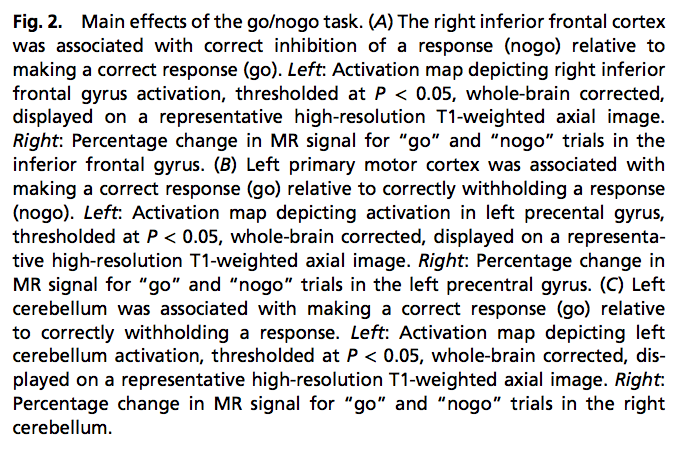 Fig. 2. Main effects of the go/nogo task. (A) The right inferior frontal cortex
was associated with correct inhibition of a response (nogo) relative to
making a correct response (go). Left: Activation map depicting right inferior
frontal gyrus activation, thresholded at P < 0.05, whole-brain corrected,
displayed on a representative high-resolution T1-weighted axial image.
Right: Percentage change in MR signal for “go” and “nogo” trials in the
inferior frontal gyrus. (B) Left primary motor cortex was associated with
making a correct response (go) relative to correctly withholding a response
(nogo). Left: Activation map depicting activation in left precental gyrus,
thresholded at P < 0.05, whole-brain corrected, displayed on a representa-
tive high-resolution T1-weighted axial image. Right: Percentage change in
MR signal for “go” and “nogo” trials in the left precentral gyrus. (C) Left
cerebellum was associated with making a correct response (go) relative
to correctly withholding a response. Left: Activation map depicting left
cerebellum activation, thresholded at P < 0.05, whole-brain corrected, dis-
played on a representative high-resolution T1-weighted axial image. Right:
Percentage change in MR signal for “go” and “nogo” trials in the right
cerebellum.